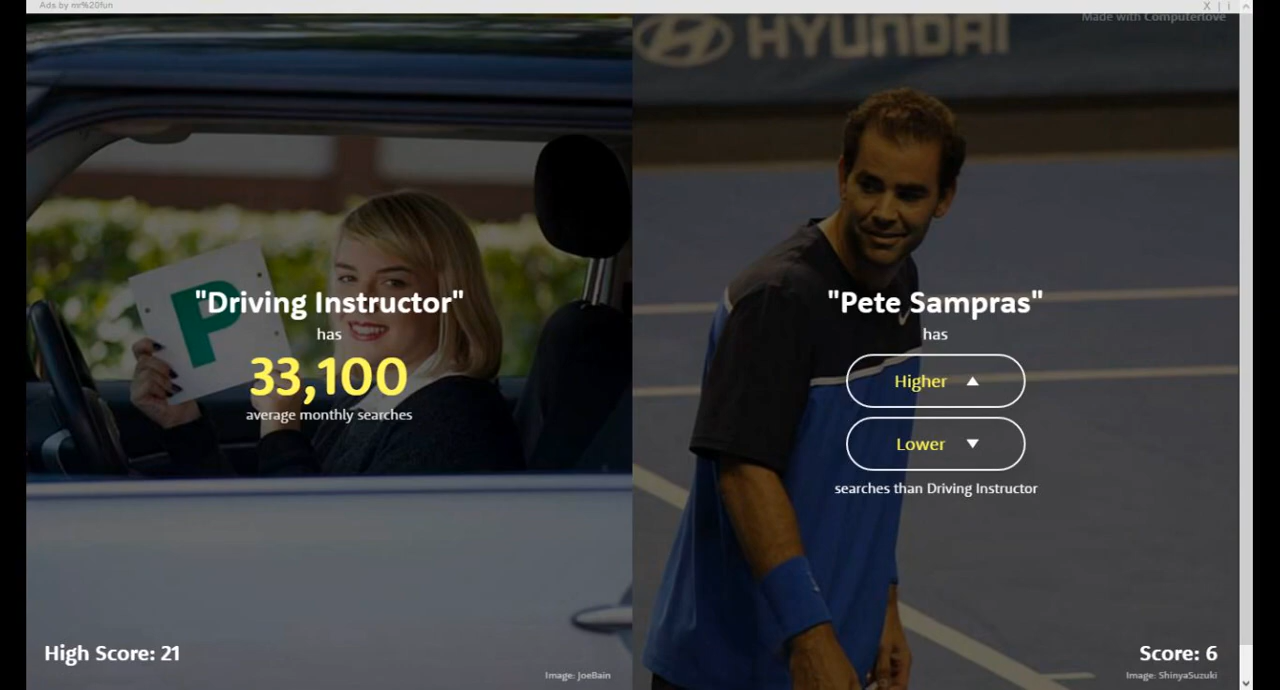 Ads by mr%20fun
X | i
Made with Computerlove
HYUNDAI
P
"Driving Instructor"
has
33,100
average monthly searches
"Pete Sampras"
has
Higher ▲
Lower ▼
searches than Driving Instructor
High Score: 21
Image: JoeBain
Score: 6
Image: ShinyaSuzuki